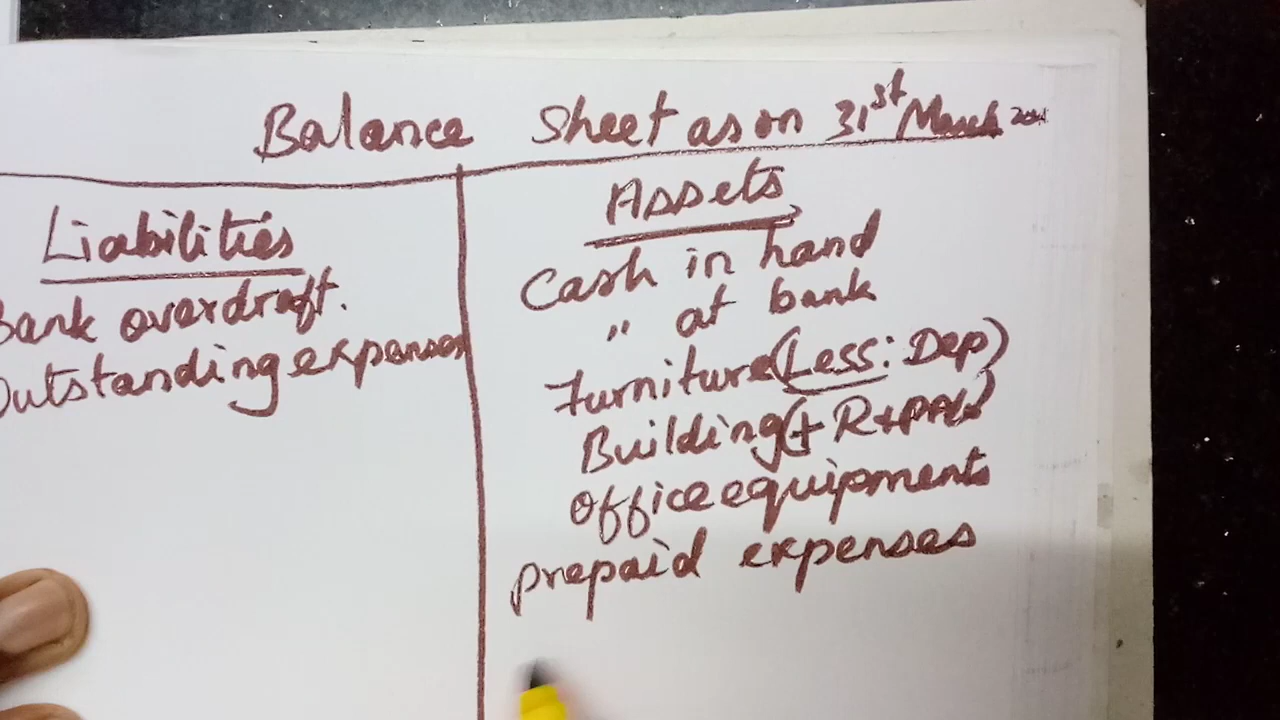 Balance Sheet as on 31st March
Liabilities
Bank overdraft.
Outstanding expenses
Assets
Cash in hand
" at bank
Furniture (Less: Dep)
Building (+ R +
Office equipments
prepaid expenses